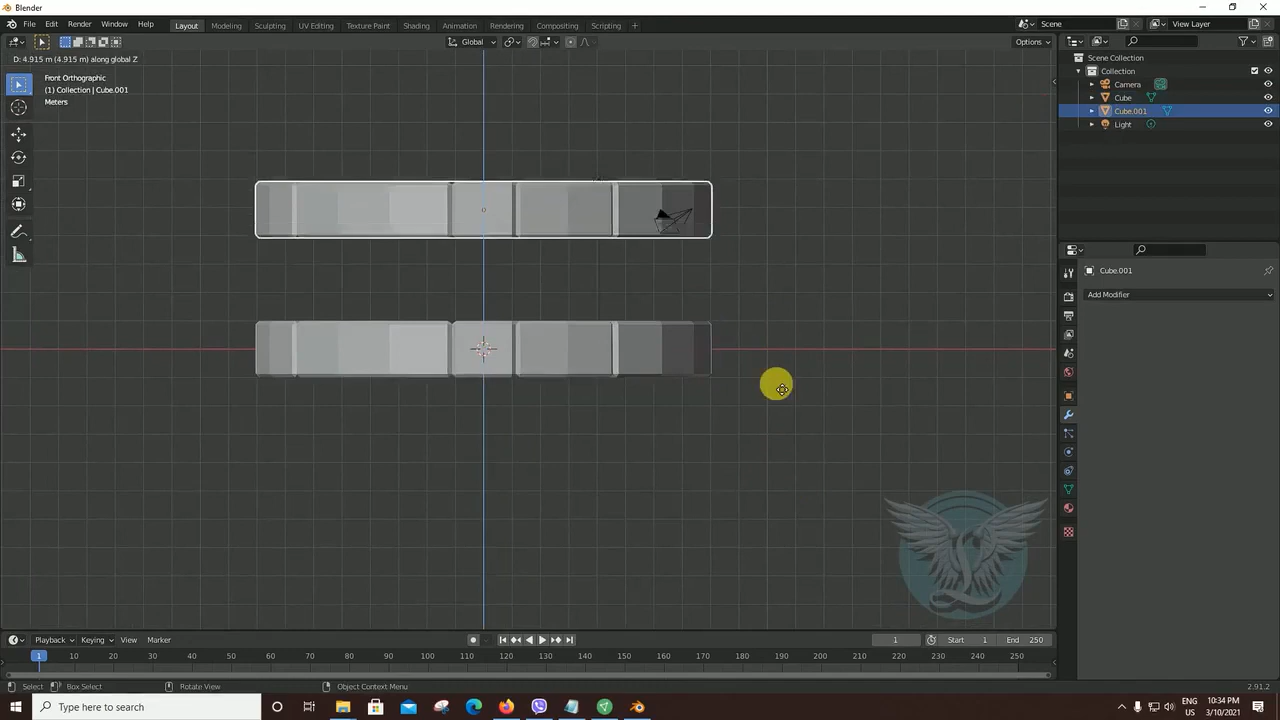 Blender
File Edit Render Window Help Layout Modeling Sculpting UV Editing Texture Paint Shading Animation Rendering Compositing Scripting + Scene View Layer
Global Options
D: 4.915 m (4.915 m) along global Z
Front Orthographic
(1) Collection | Cube.001
Meters
Scene Collection
Collection
Camera
Cube
Cube.001
Light
Cube.001
Add Modifier
Playback Keying View Marker 1 Start 1 End 250
1 10 20 30 40 50 60 70 80 90 100 110 120 130 140 150 160 170 180 190 200 210 220 230 240 250
Select Box Select Rotate View Object Context Menu 2.91.2
Type here to search
ENG
US
10:34 PM
3/10/2021
3